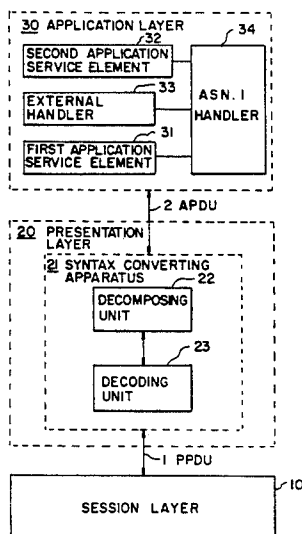 30 APPLICATION LAYER
32
34
SECOND APPLICATION
SERVICE ELEMENT
33
EXTERNAL
HANDLER
31
FIRST APPLICATION
SERVICE ELEMENT
ASN. 1
HANDLER
2 APDU
20 PRESENTATION
LAYER
21 SYNTAX CONVERTING
APPARATUS
22
DECOMPOSING
UNIT
23
DECODING
UNIT
1 PPDU
10
SESSION LAYER